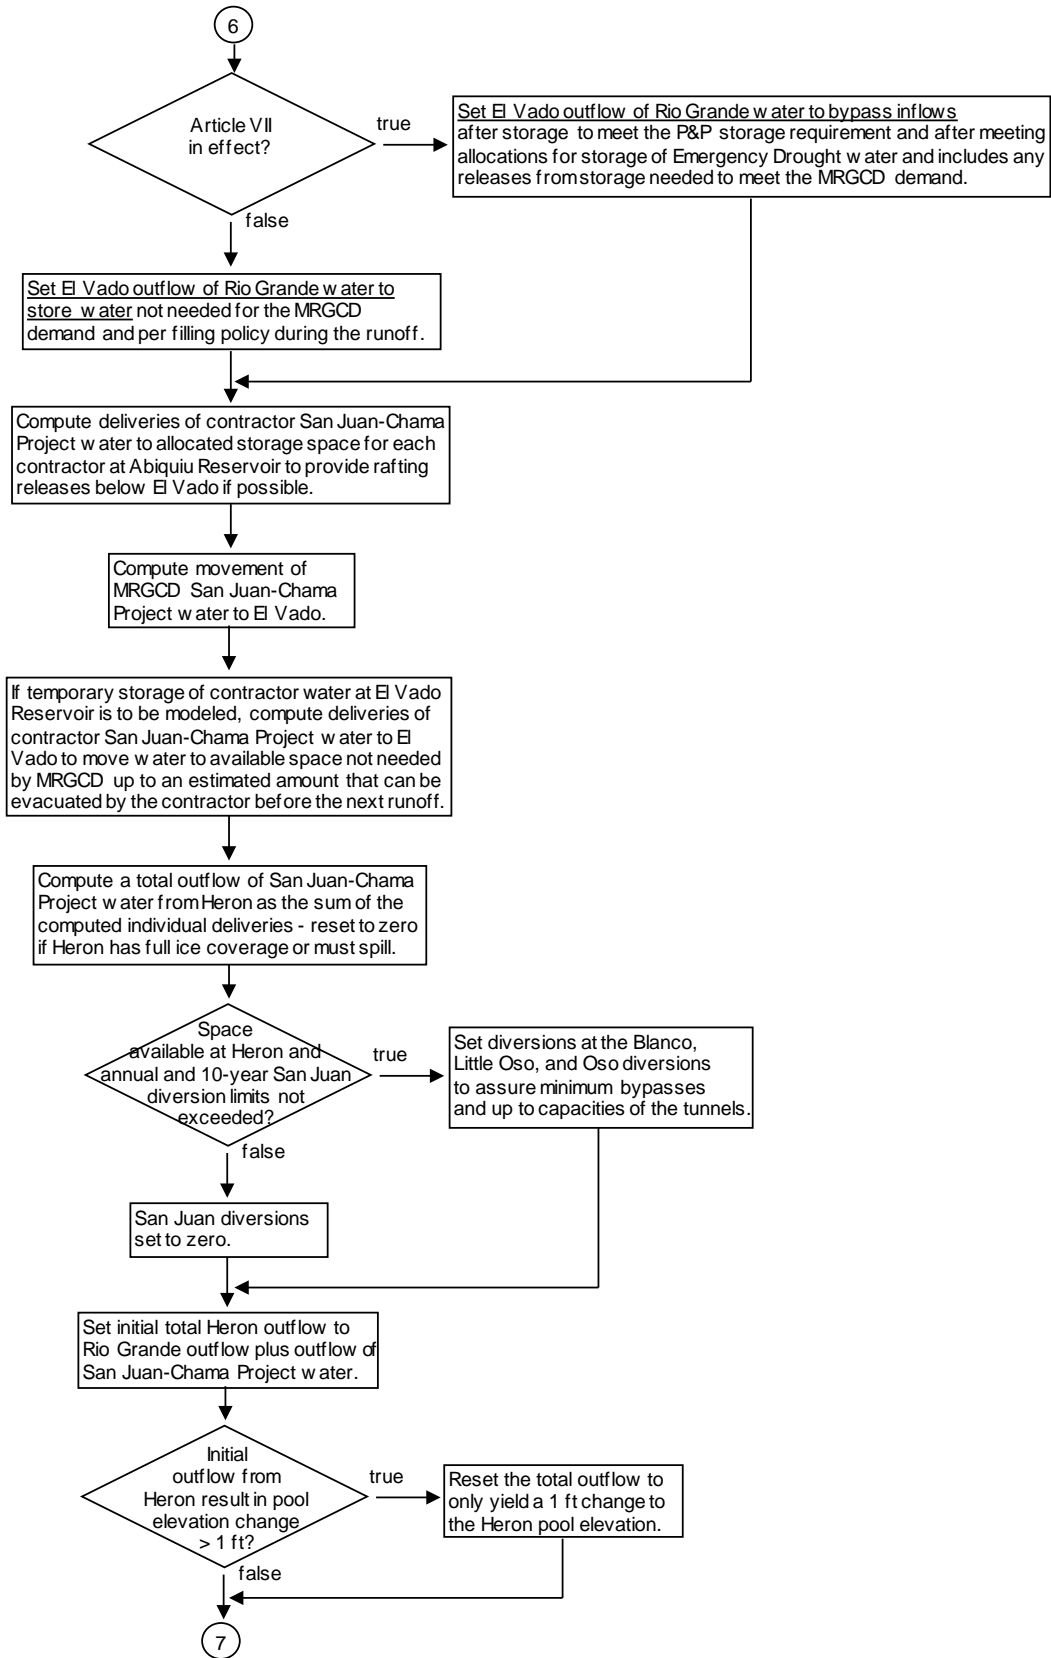 6
Article VII
in effect?
true
Set El Vado outflow of Rio Grande water to bypass inflows
after storage to meet the P&P storage requirement and after meeting
allocations for storage of Emergency Drought water and includes any
releases from storage needed to meet the MRGCD demand.
false
Set El Vado outflow of Rio Grande water to
store water not needed for the MRGCD
demand and per filling policy during the runoff.
Compute deliveries of contractor San Juan-Chama
Project water to allocated storage space for each
contractor at Abiquiu Reservoir to provide rafting
releases below El Vado if possible.
Compute movement of
MRGCD San Juan-Chama
Project water to El Vado.
If temporary storage of contractor water at El Vado
Reservoir is to be modeled, compute deliveries of
contractor San Juan-Chama Project water to El
Vado to move water to available space not needed
by MRGCD up to an estimated amount that can be
evacuated by the contractor before the next runoff.
Compute a total outflow of San Juan-Chama
Project water from Heron as the sum of the
computed individual deliveries - reset to zero
if Heron has full ice coverage or must spill.
Space
available at Heron and
annual and 10-year San Juan
diversion limits not
exceeded?
true
Set diversions at the Blanco,
Little Oso, and Oso diversions
to assure minimum bypasses
and up to capacities of the tunnels.
false
San Juan diversions
set to zero.
Set initial total Heron outflow to
Rio Grande outflow plus outflow of
San Juan-Chama Project water.
Initial
outflow from
Heron result in pool
elevation change
> 1 ft?
true
Reset the total outflow to
only yield a 1 ft change to
the Heron pool elevation.
false
7